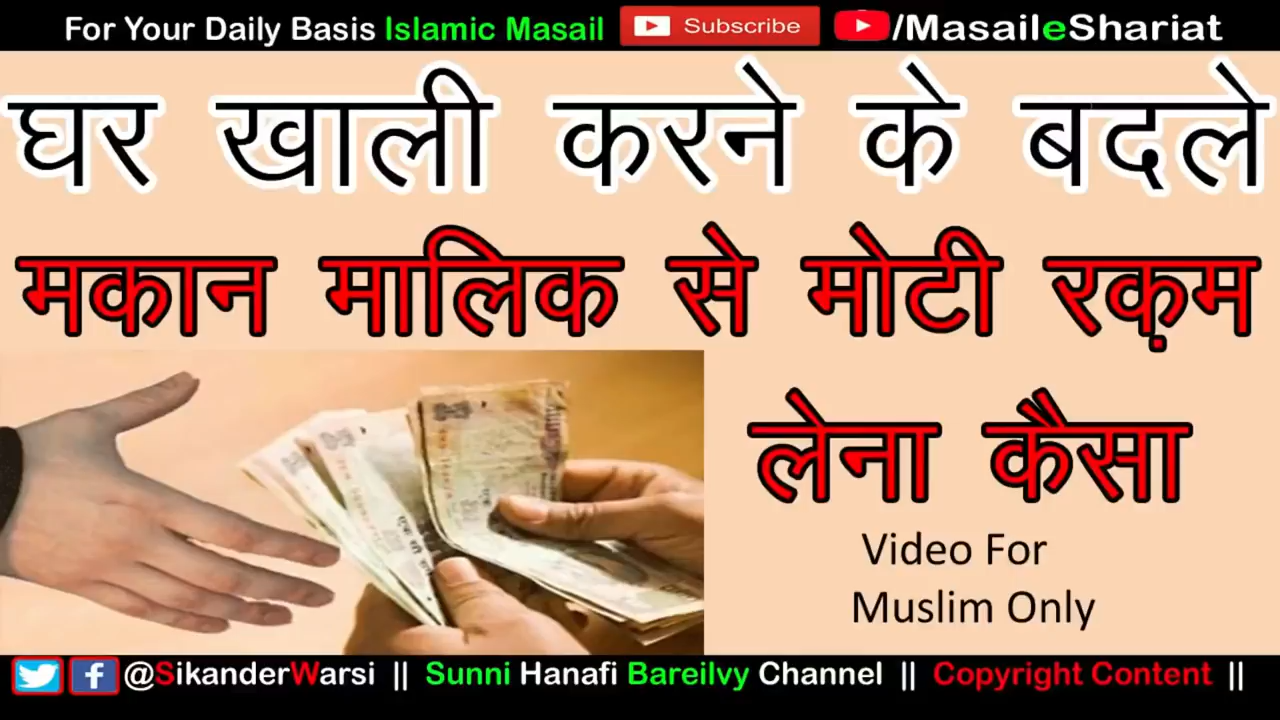 For Your Daily Basis Islamic Masail Subscribe /MasaileShariat
घर खाली करने के बदले
मकान मालिक से मोटी रक़म
लेना कैसा
Video For
Muslim Only
@SikanderWarsi || Sunni Hanafi Bareilvy Channel || Copyright Content ||